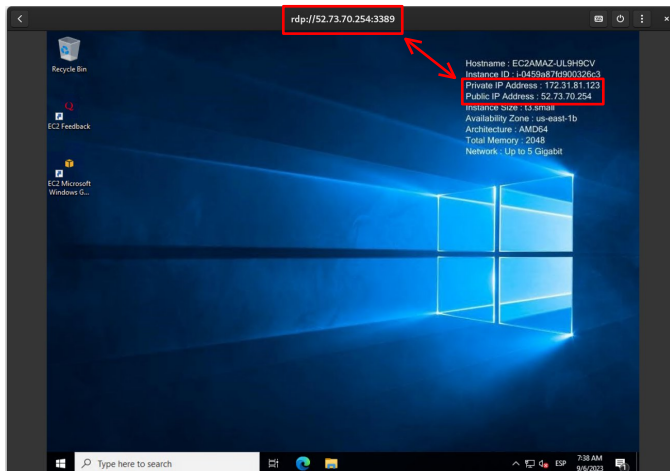 rdp://52.73.70.254:3389
Recycle Bin
EC2 Feedback
EC2 Microsoft
Windows G...
Hostname : EC2AMAZ-UL9H9CV
Instance ID : i-0459a87fd900326c3
Private IP Address : 172.31.81.123
Public IP Address : 52.73.70.254
Instance Size : t3.small
Availability Zone : us-east-1b
Architecture : AMD64
Total Memory : 2048
Network : Up to 5 Gigabit
Type here to search
ESP
7:38 AM
9/6/2023